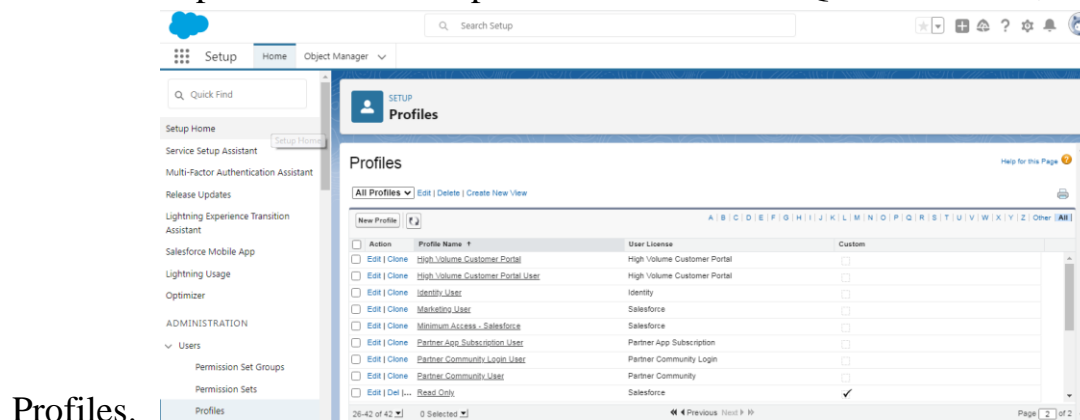 Search Setup
Setup Home Object Manager
Quick Find
Setup Home
Setup Home
Service Setup Assistant
Multi-Factor Authentication Assistant
Release Updates
Lightning Experience Transition
Assistant
Salesforce Mobile App
Lightning Usage
Optimizer
ADMINISTRATION
Users
Permission Set Groups
Permission Sets
Profiles
SETUP
Profiles
Profiles
Help for this Page
All Profiles Edit | Delete | Create New View
New Profile A | B | C | D | E | F | G | H | I | J | K | L | M | N | O | P | Q | R | S | T | U | V | W | X | Y | Z | Other All
Action Profile Name User License Custom
Edit | Clone High Volume Customer Portal High Volume Customer Portal
Edit | Clone High Volume Customer Portal User High Volume Customer Portal
Edit | Clone Identity User Identity
Edit | Clone Marketing User Salesforce
Edit | Clone Minimum Access - Salesforce Salesforce
Edit | Clone Partner App Subscription User Partner App Subscription
Edit | Clone Partner Community Login User Partner Community Login
Edit | Clone Partner Community User Partner Community
Edit | Del |... Read Only Salesforce
26-42 of 42 0 Selected Previous Next Page 2 of 2
Profiles.